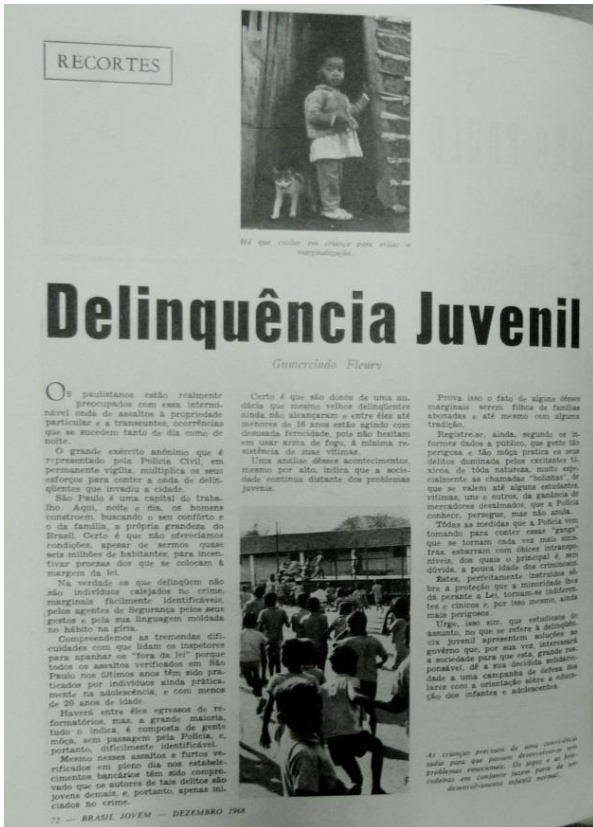 RECORTES
Há que cuidar em criança para evitar a
marginalização.
Delinquência Juvenil
Gumercindo Fleury
Os paulistanos estão realmente
preocupados com essa intermi-
nável onda de assaltos à propriedade
particular e a transeuntes, ocorrências
que se sucedem tanto de dia como de
noite.
O grande exército anônimo que é
representado pela Polícia Civil, em
permanente vigília, multiplica os seus
esforços para conter a onda de delin-
qüentes que invadiu a cidade.
São Paulo é uma capital do traba-
lho. Aqui, noite e dia, os homens
constroem, buscando o seu confôrto e
o da família, a própria grandeza do
Brasil. Certo é que não oferecíamos
condições, apesar de sermos quase
seis milhões de habitantes, para incen-
tivar proezas dos que se colocam à
margem da lei.
Na verdade os que delinqüem não
são indivíduos calejados no crime,
marginais fàcilmente identificáveis,
pelos agentes de Segurança pelos seus
gestos e pela sua linguagem moldada
no hábito na gíria.
Compreendemos as tremendas difi-
culdades com que lidam os inspetores
para apanhar os "fora da lei" porque
todos os assaltos verificados em São
Paulo nos últimos anos têm sido pra-
ticados por indivíduos ainda pràtica-
mente na adolescência, e com menos
de 20 anos de idade.
Haverá entre êles egressos de re-
formatórios, mas, a grande maioria,
tudo o indica, é composta de gente
môça, sem passagem pela Polícia, e,
portanto, dificilmente identificável.
Mesmo nesses assaltos e furtos ve-
rificados em pleno dia nos estabele-
cimentos bancários têm sido compro-
vado que os autores de tais delitos são
jovens demais, e, portanto, apenas ini-
ciados no crime.
Certo é que são donos de uma au-
dácia que mesmo velhos delinqüentes
ainda não alcançaram e entre êles até
menores de 16 anos estão agindo com
desusada ferocidade, pois não hesitam
em usar arma de fogo, à mínima re-
sistência de suas vítimas.
Uma análise dêsses acontecimentos,
mesmo por alto, indica que a socie-
dade continua distante dos problemas
juvenis.
Prova isso o fato de alguns dêsses
marginais serem filhos de famílias
abonadas e até mesmo com alguma
tradição.
Registre-se, ainda, segundo os in-
formes dados a público, que gente tão
perigosa e tão môça pratica os seus
delitos dominada pelos excitantes tó-
xicos, de tôda natureza, muito espe-
cialmente as chamadas "bolinhas", de
que se valem até alguns estudantes,
vítimas, uns e outros, da ganância de
mercadores desalmados, que a Polícia
conhece, persegue, mas não anula.
Tôdas as medidas que a Polícia vem
tomando para conter essas "gangs"
que se tornam cada vez mais sinis-
tras, esbarram com óbices intranspo-
níveis, dos quais o principal é, sem
dúvida, a pouca idade dos criminosos.
Estes, perfeitamente instruídos sô-
bre a proteção que a minoridade lhes
dá perante a Lei, tornam-se indiferen-
tes e cínicos e, por isso mesmo, ainda
mais perigosos.
Urge, isso sim, que estudiosos do
assunto, no que se refere à delinqüên-
cia juvenil apresentem soluções ao
governo que, por sua vez, interessará
a sociedade para que esta, grande res-
ponsável, dê a sua decidida solidarie-
dade a uma campanha de defesa dos
lares com a orientação sôbre a educa-
ção dos infantes e adolescentes.
As crianças precisam de uma convivência
sadia para que possam desenvolver-se sem
problemas emocionais. Os jogos e as brin-
cadeiras em conjunto fazem parte de um
desenvolvimento infantil normal.
72 — BRASIL JOVEM — DEZEMBRO 1968